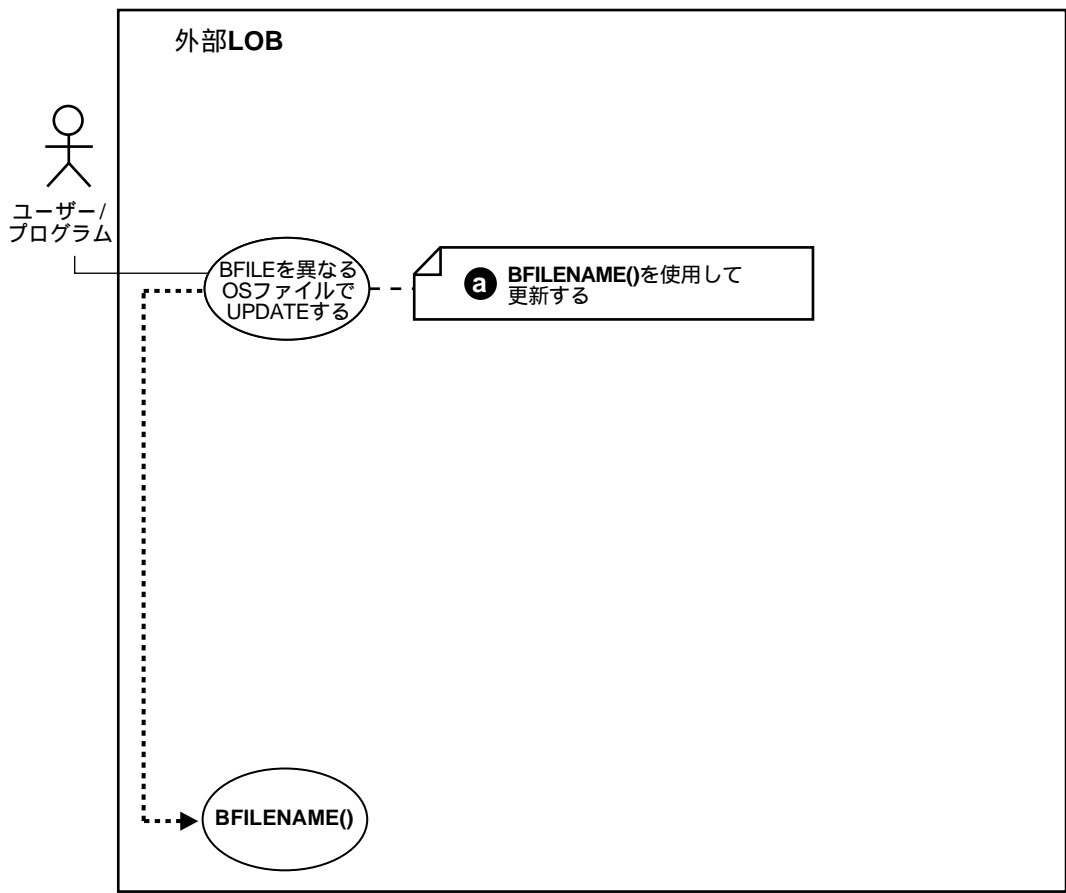 外部LOB
ユーザー/
プログラム
BFILEを異なる
OSファイルで
UPDATEする
a BFILENAME()を使用して
更新する
BFILENAME()